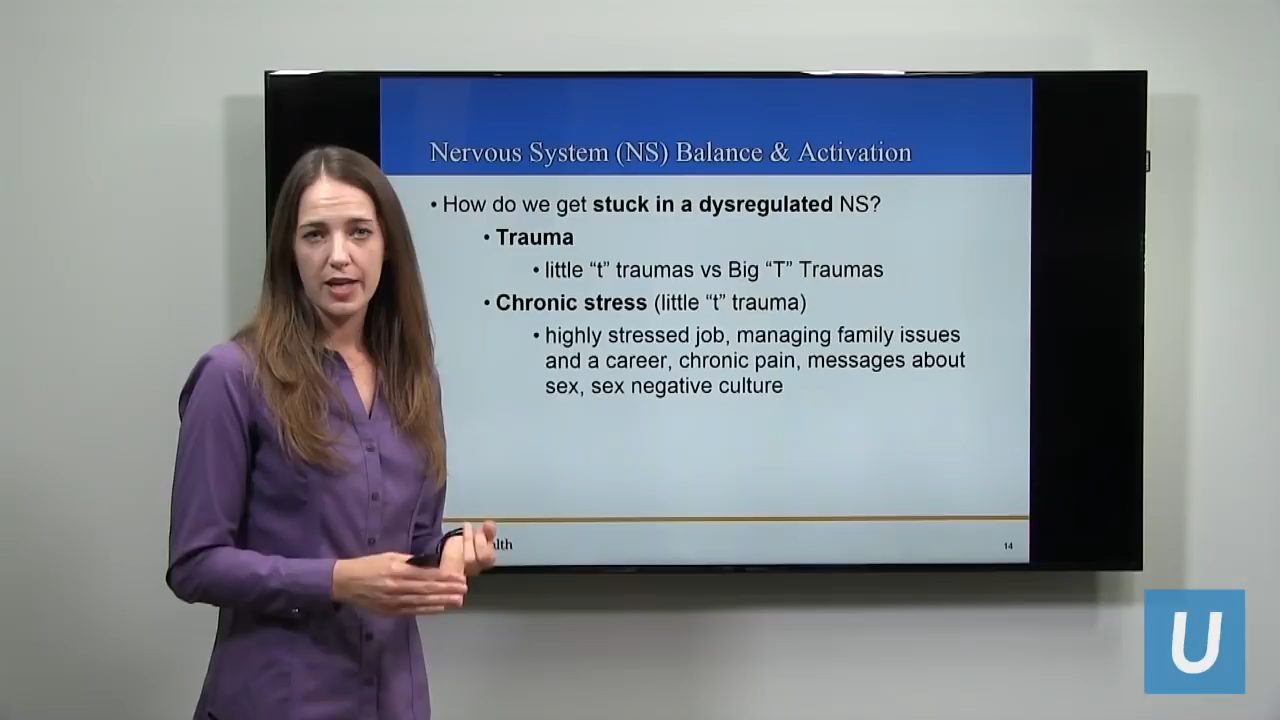 Nervous System (NS) Balance & Activation
• How do we get stuck in a dysregulated NS?
• Trauma
• little “t” traumas vs Big “T” Traumas
• Chronic stress (little “t” trauma)
• highly stressed job, managing family issues
and a career, chronic pain, messages about
sex, sex negative culture
14
U